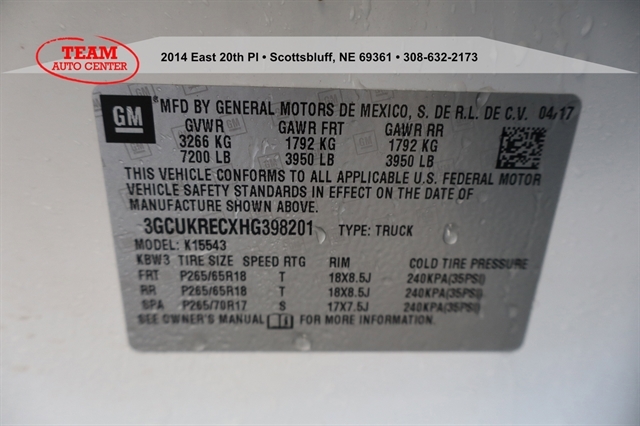 TEAM
AUTO CENTER
2014 East 20th Pl • Scottsbluff, NE 69361 • 308-632-2173
GM
®MFD BY GENERAL MOTORS DE MEXICO, S. DE R.L. DE C.V. 04/17
GVWR GAWR FRT GAWR RR
3266 KG 1792 KG 1792 KG
7200 LB 3950 LB 3950 LB
THIS VEHICLE CONFORMS TO ALL APPLICABLE U.S. FEDERAL MOTOR
VEHICLE SAFETY STANDARDS IN EFFECT ON THE DATE OF
MANUFACTURE SHOWN ABOVE.
3GCUKRECXHG398201 TYPE: TRUCK
MODEL: K15543
KBW3 TIRE SIZE SPEED RTG RIM COLD TIRE PRESSURE
FRT P265/65R18 T 18X8.5J 240KPA(35PSI)
RR P265/65R18 T 18X8.5J 240KPA(35PSI)
SPA P265/70R17 S 17X7.5J 240KPA(35PSI)
SEE OWNER'S MANUAL FOR MORE INFORMATION.